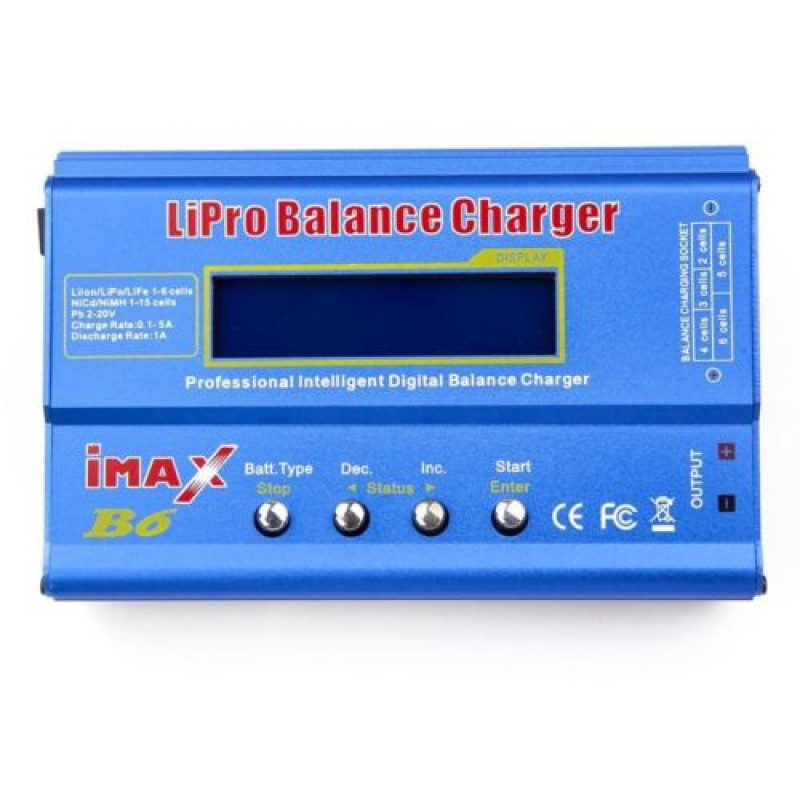 LiPro Balance Charger
DISPLAY
LiIon/LiPo/LiFe 1-6 cells
NiCd/NiMH 1-15 cells
Pb 2-20V
Charge Rate:0.1- 5A
Discharge Rate:1A
Professional Intelligent Digital Balance Charger
BALANCE CHARGING SOCKET
4 cells 3 cells 2 cells
6 cells 5 cells
iMAX
B6
Batt.Type Dec. Inc. Start
Stop ◄ Status ► Enter
CE FC
OUTPUT
+
-